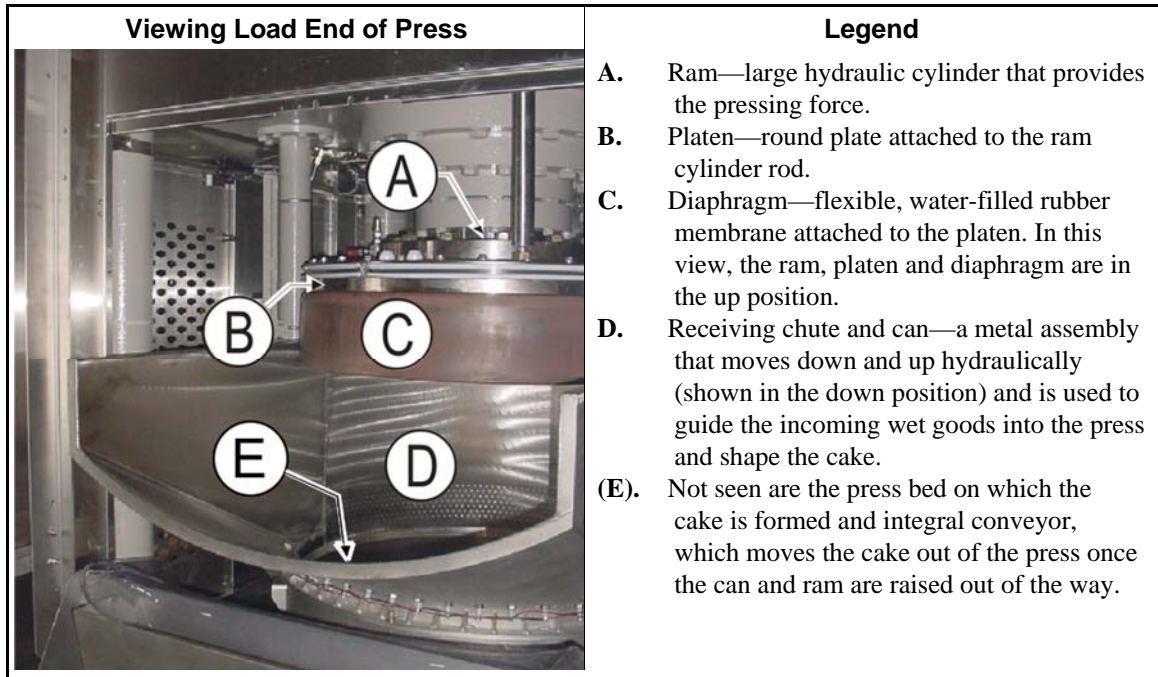 Viewing Load End of Press
A
B
C
D
E
Legend
A. Ram—large hydraulic cylinder that provides
the pressing force.
B. Platen—round plate attached to the ram
cylinder rod.
C. Diaphragm—flexible, water-filled rubber
membrane attached to the platen. In this
view, the ram, platen and diaphragm are in
the up position.
D. Receiving chute and can—a metal assembly
that moves down and up hydraulically
(shown in the down position) and is used to
guide the incoming wet goods into the press
and shape the cake.
(E). Not seen are the press bed on which the
cake is formed and integral conveyor,
which moves the cake out of the press once
the can and ram are raised out of the way.